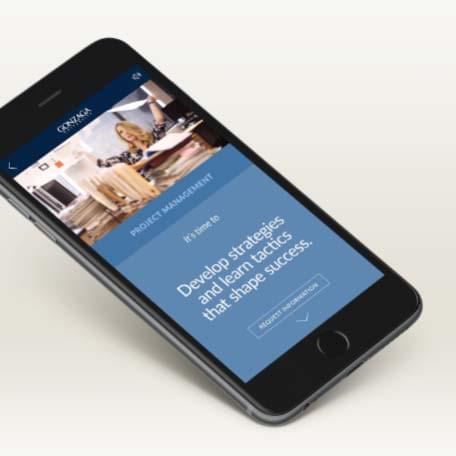 GONZAGA
PROJECT MANAGEMENT
It's time to
Develop strategies
and learn tactics
that shape success.
REQUEST INFORMATION